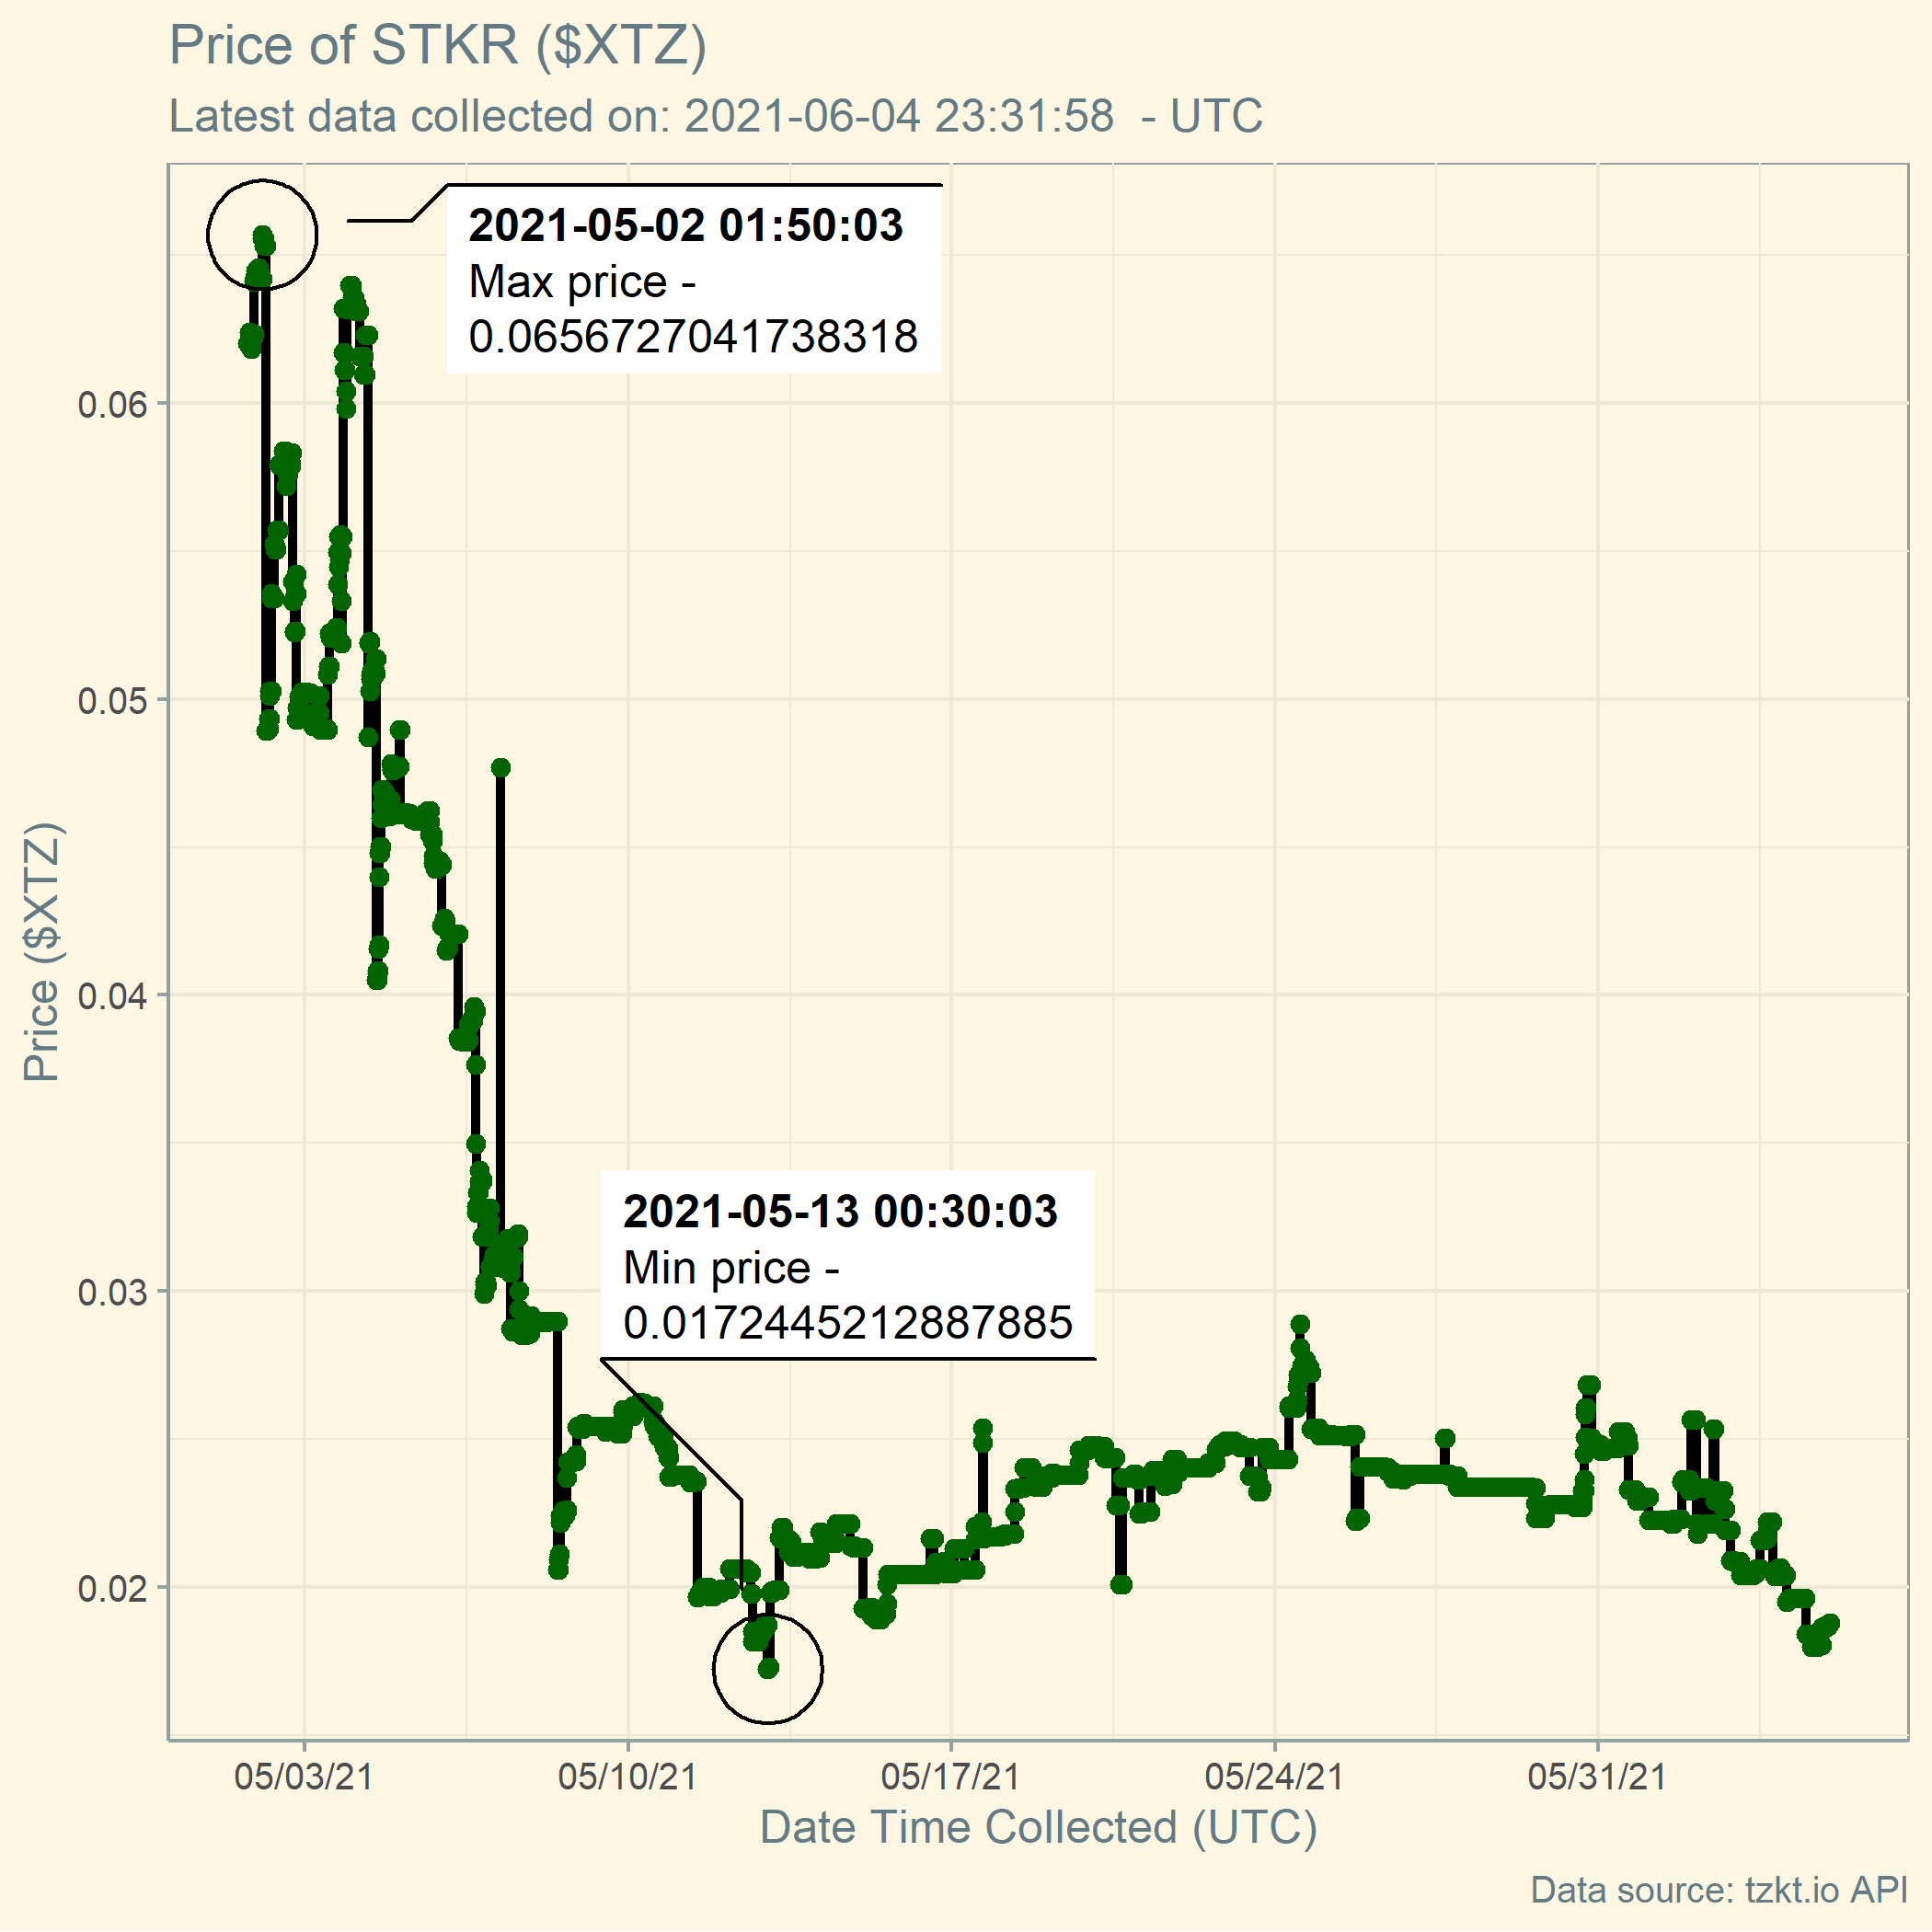 Price of STKR ($XTZ)
Latest data collected on: 2021-06-04 23:31:58  - UTC
2021-05-02 01:50:03
Max price -
0.0656727041738318
0.06
0.05
0.04
0.03
0.02
Price ($XTZ)
2021-05-13 00:30:03
Min price -
0.0172445212887885
05/03/21
05/10/21
05/17/21
05/24/21
05/31/21
Date Time Collected (UTC)
Data source: tzkt.io API